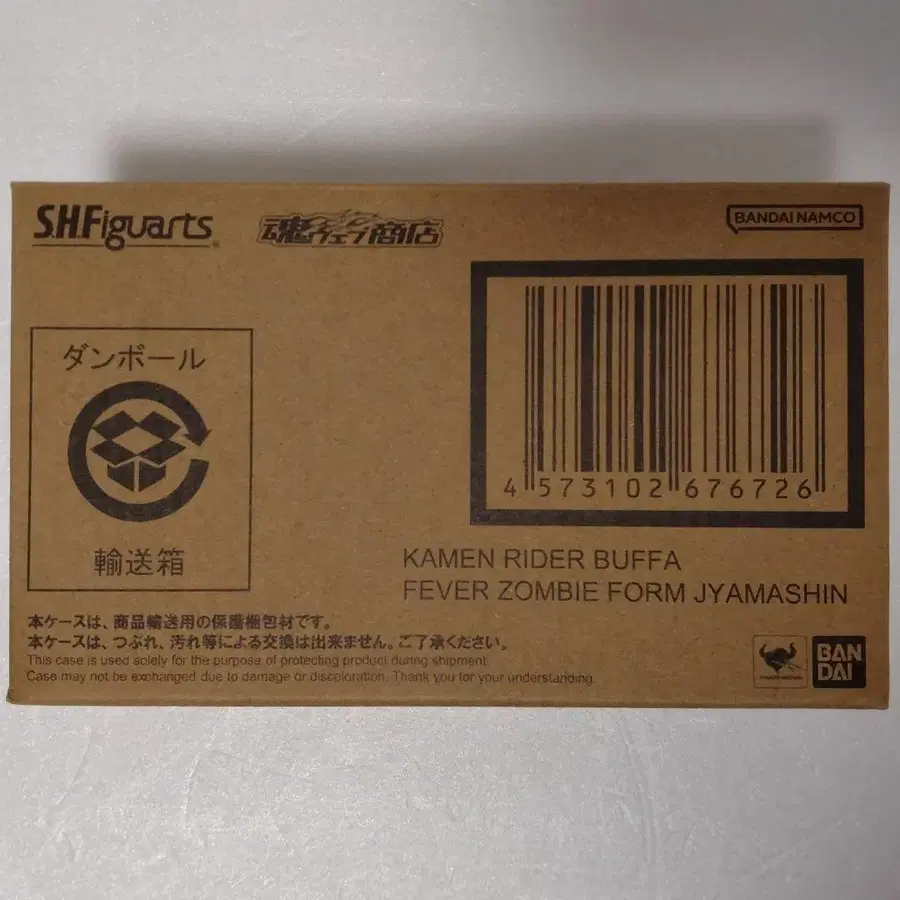 S.H.Figuarts
魂ウェブ商店
BANDAI NAMCO
ダンボール
輸送箱
4 573102 676726
KAMEN RIDER BUFFA
FEVER ZOMBIE FORM JYAMASHIN
本ケースは、商品輸送用の保護梱包材です。
本ケースは、つぶれ、汚れ等による交換は出来ません。ご了承ください。
This case is used solely for the purpose of protecting product during shipment.
Case may not be exchanged due to damage or discoloration. Thank you for your understanding.
BAN
DAI